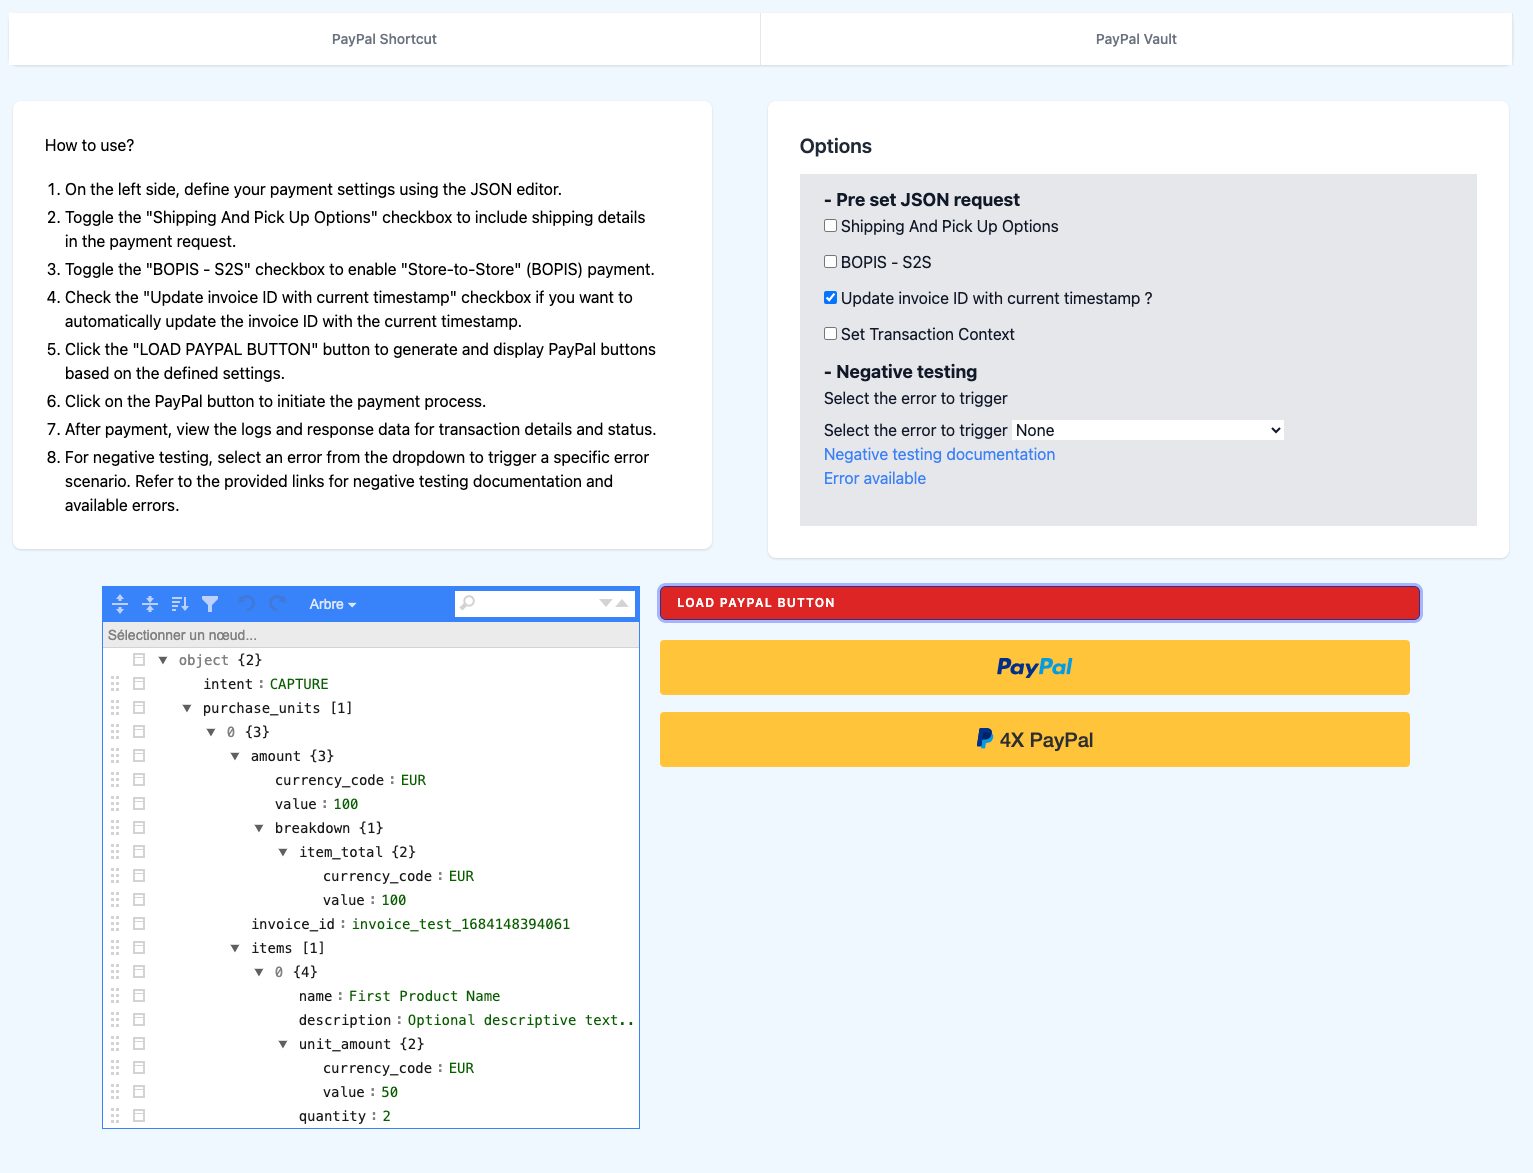 PayPal Shortcut
PayPal Vault
How to use?
1. On the left side, define your payment settings using the JSON editor.
2. Toggle the "Shipping And Pick Up Options" checkbox to include shipping details
in the payment request.
3. Toggle the "BOPIS - S2S" checkbox to enable "Store-to-Store" (BOPIS) payment.
4. Check the "Update invoice ID with current timestamp" checkbox if you want to
automatically update the invoice ID with the current timestamp.
5. Click the "LOAD PAYPAL BUTTON" button to generate and display PayPal buttons
based on the defined settings.
6. Click on the PayPal button to initiate the payment process.
7. After payment, view the logs and response data for transaction details and status.
8. For negative testing, select an error from the dropdown to trigger a specific error
scenario. Refer to the provided links for negative testing documentation and
available errors.
Options
- Pre set JSON request
Shipping And Pick Up Options
BOPIS - S2S
Update invoice ID with current timestamp ?
Set Transaction Context
- Negative testing
Select the error to trigger
Select the error to trigger None
Negative testing documentation
Error available
Arbre
Sélectionner un nœud...
object {2}
intent : CAPTURE
purchase_units [1]
0 {3}
amount {3}
currency_code : EUR
value : 100
breakdown {1}
item_total {2}
currency_code : EUR
value : 100
invoice_id : invoice_test_1684148394061
items [1]
0 {4}
name : First Product Name
description : Optional descriptive text..
unit_amount {2}
currency_code : EUR
value : 50
quantity : 2
LOAD PAYPAL BUTTON
PayPal
4X PayPal